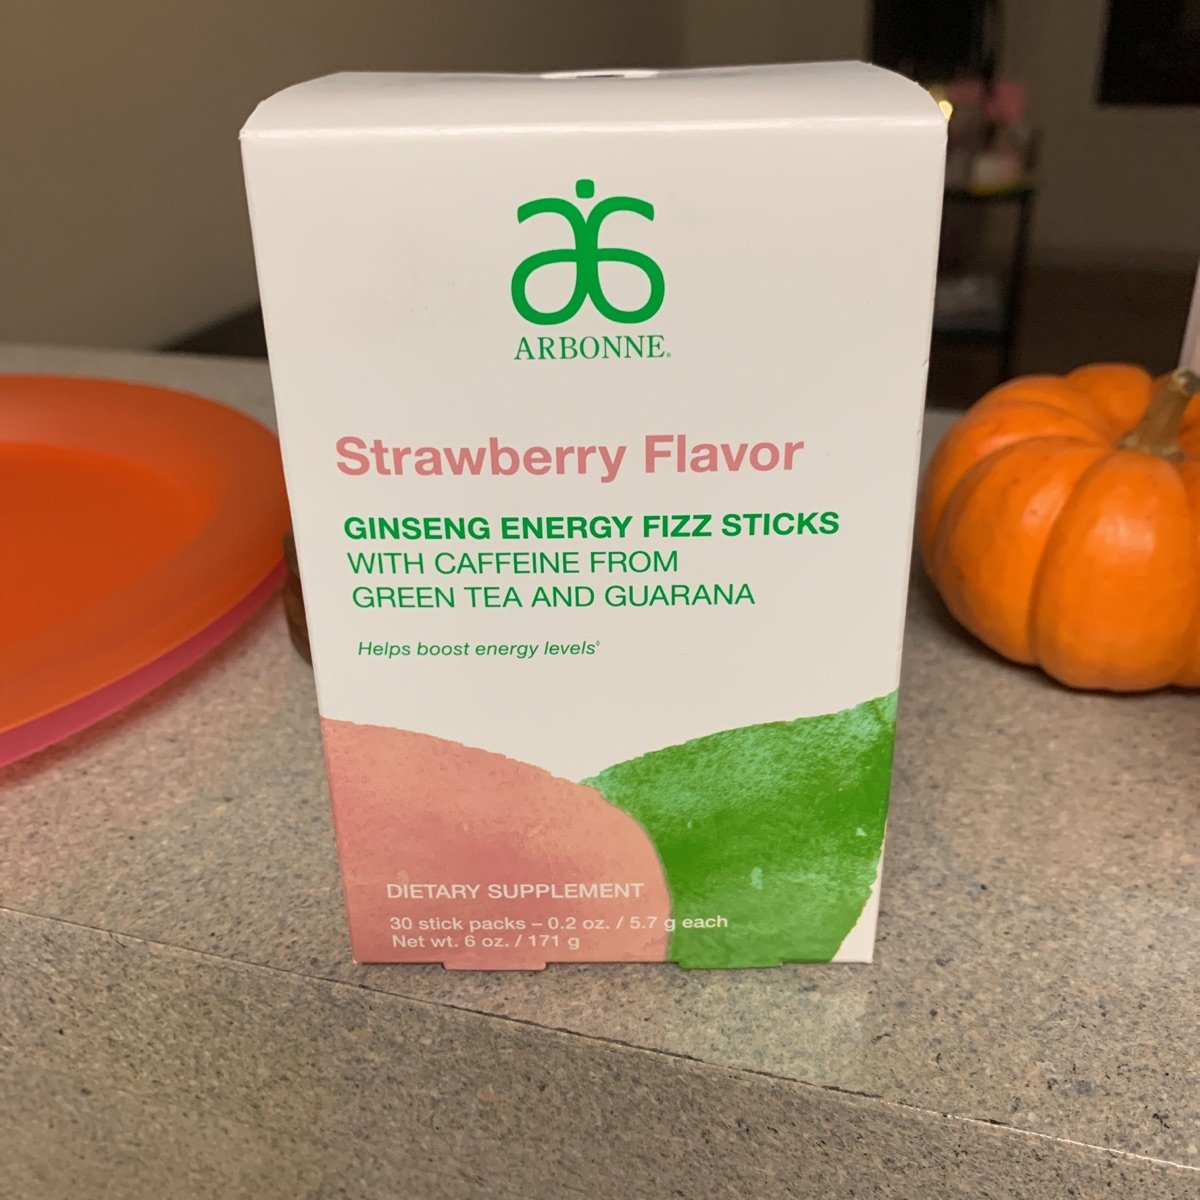 ARBONNE®
Strawberry Flavor
GINSENG ENERGY FIZZ STICKS
WITH CAFFEINE FROM
GREEN TEA AND GUARANA
Helps boost energy levels◊
DIETARY SUPPLEMENT
30 stick packs – 0.2 oz. / 5.7 g each
Net wt. 6 oz. / 171 g